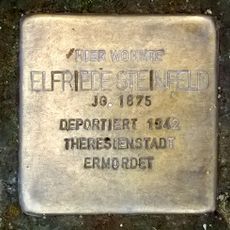 HIER WOHNTE
ELFRIEDE STEINFELD
JG. 1875
DEPORTIERT 1942
THERESIENSTADT
ERMORDET